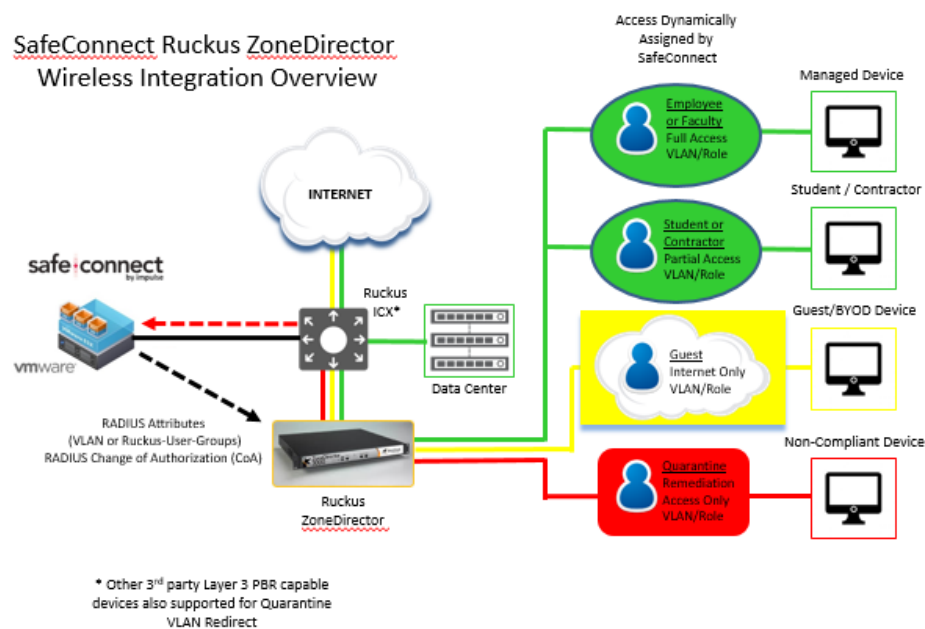 SafeConnect Ruckus ZoneDirector
Wireless Integration Overview
Access Dynamically
Assigned by
SafeConnect
Managed Device
Employee
or Faculty
Full Access
VLAN/Role
INTERNET
Student / Contractor
Student or
Contractor
Partial Access
VLAN/Role
safe connect
by impulse
Ruckus
ICX*
Guest/BYOD Device
Guest
Internet Only
VLAN/Role
vmware
Data Center
RADIUS Attributes
(VLAN or Ruckus-User-Groups)
RADIUS Change of Authorization (CoA)
Non-Compliant Device
Quarantine
Remediation
Access Only
VLAN/Role
Ruckus
ZoneDirector
* Other 3rd party Layer 3 PBR capable
devices also supported for Quarantine
VLAN Redirect